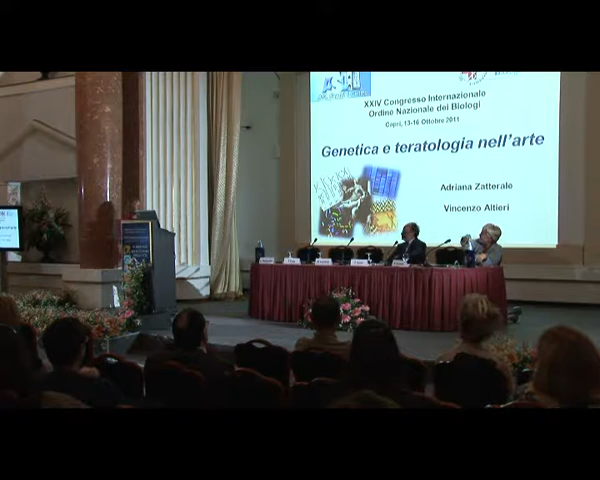 XXIV Congresso Internazionale
Ordine Nazionale dei Biologi
Capri, 13-16 Ottobre 2011
Genetica e teratologia nell'arte
Adriana Zatterale
Vincenzo Altieri